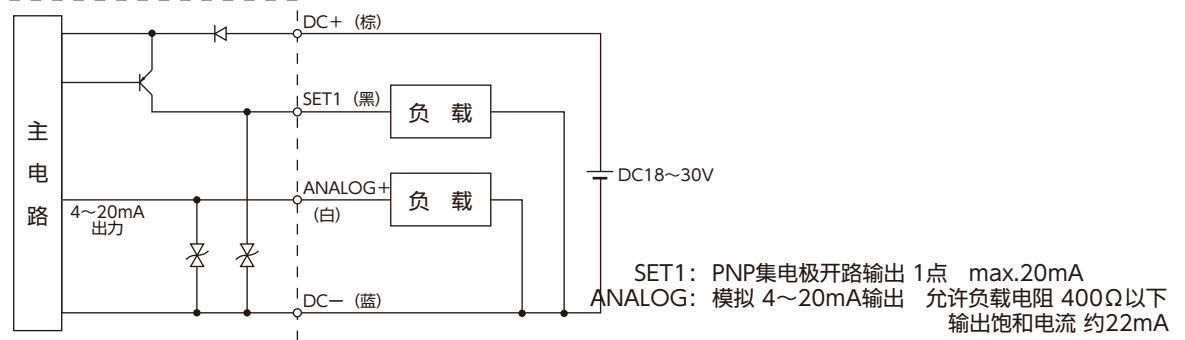 DC＋（棕）
SET1（黑）
负 载
主电路
DC18～30V
ANALOG＋
（白）
负 载
4～20mA
出力
SET1：PNP集电极开路输出 1点 max.20mA
DC－（蓝）
ANALOG：模拟 4～20mA输出 允许负载电阻 400Ω以下
输出饱和电流 约22mA